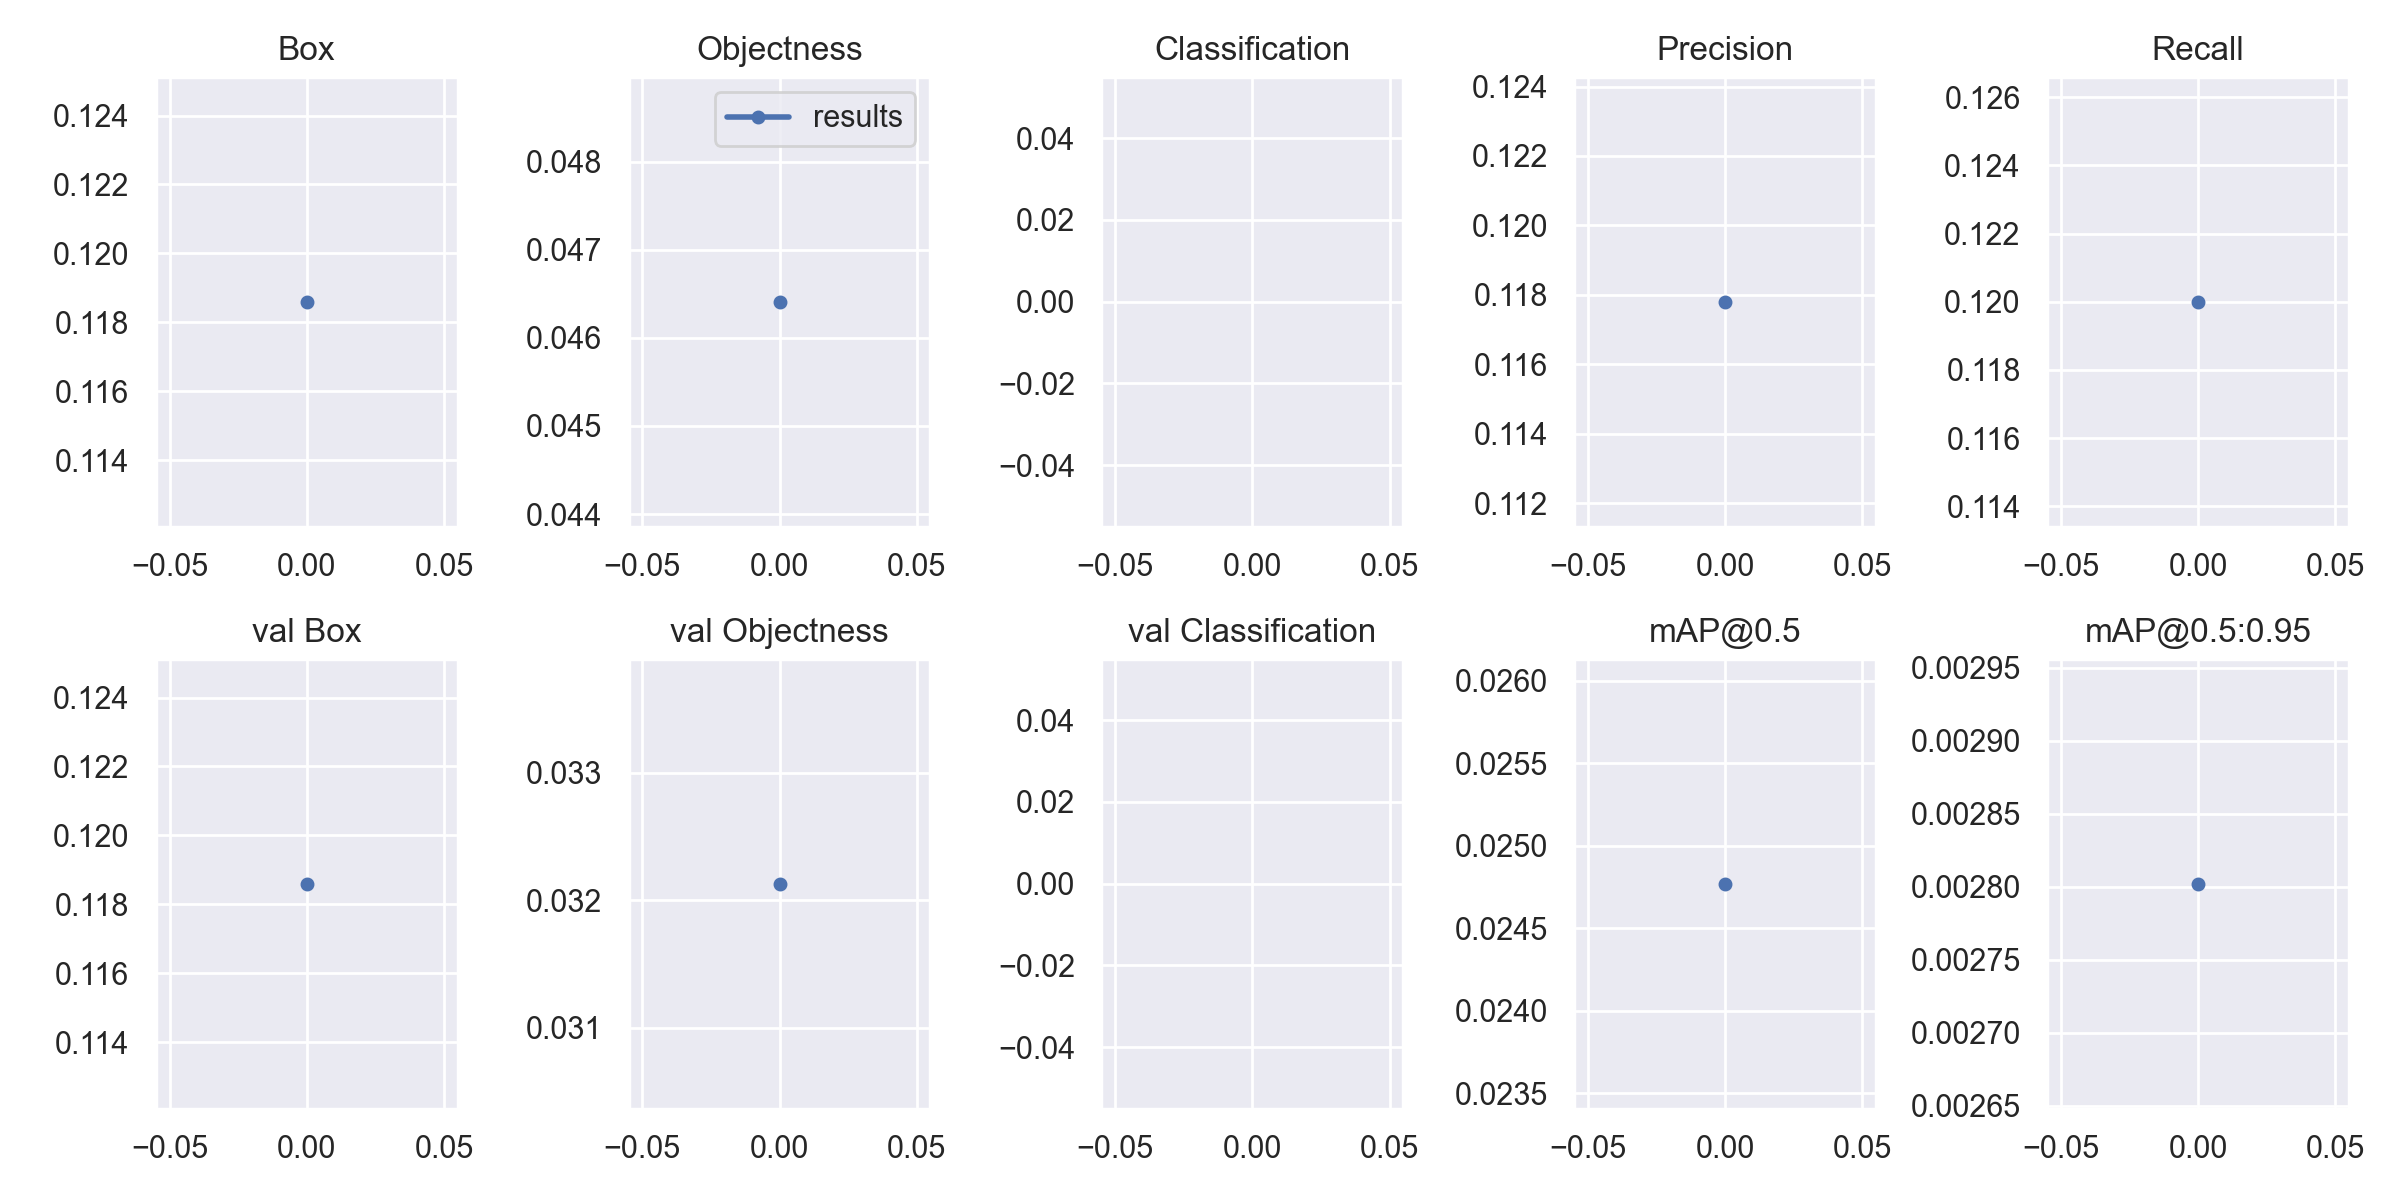 Box
Objectness
Classification
Precision
Recall
0.124
0.122
0.120
0.118
0.116
0.114
−0.05 0.00 0.05
results
0.048
0.047
0.046
0.045
0.044
−0.05 0.00 0.05
0.04
0.02
0.00
−0.02
−0.04
−0.05 0.00 0.05
0.124
0.122
0.120
0.118
0.116
0.114
0.112
−0.05 0.00 0.05
0.126
0.124
0.122
0.120
0.118
0.116
0.114
−0.05 0.00 0.05
val Box
val Objectness
val Classification
mAP@0.5
mAP@0.5:0.95
0.124
0.122
0.120
0.118
0.116
0.114
−0.05 0.00 0.05
0.033
0.032
0.031
−0.05 0.00 0.05
0.04
0.02
0.00
−0.02
−0.04
−0.05 0.00 0.05
0.0260
0.0255
0.0250
0.0245
0.0240
0.0235
−0.05 0.00 0.05
0.00295
0.00290
0.00285
0.00280
0.00275
0.00270
0.00265
−0.05 0.00 0.05